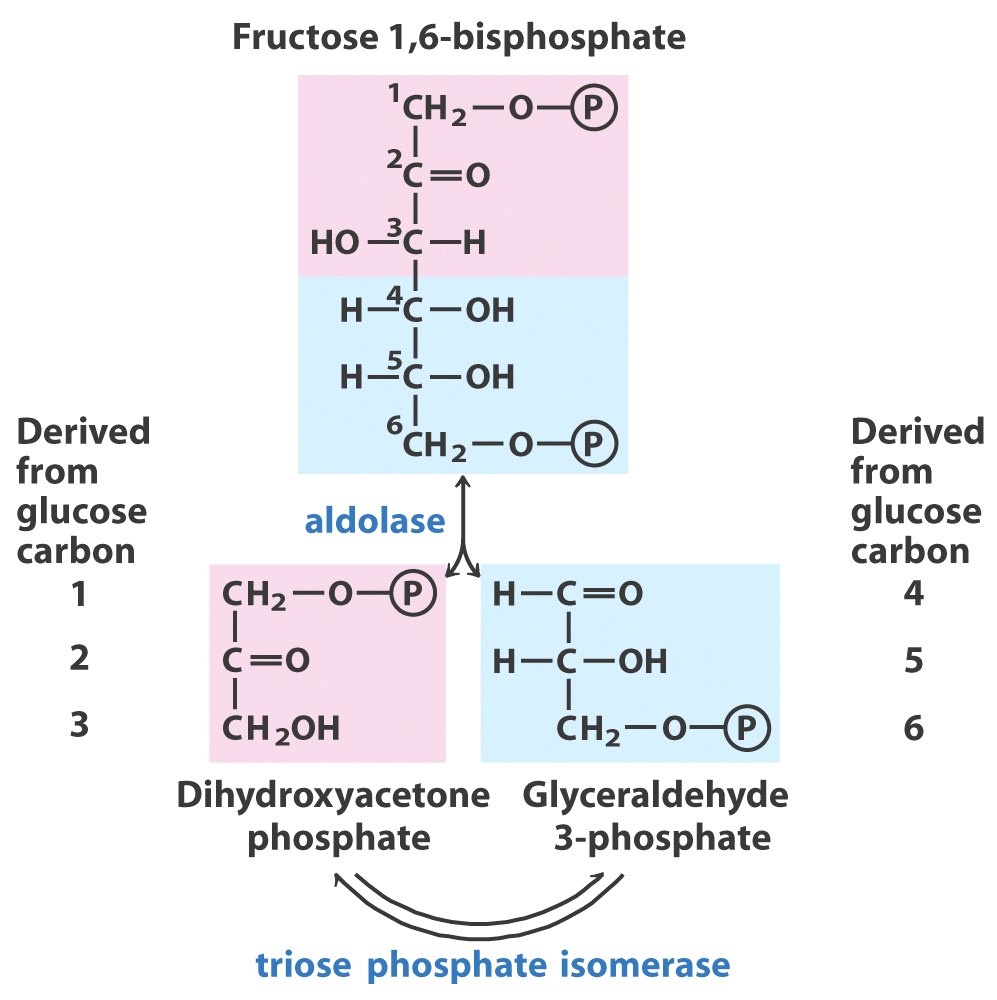 Fructose 1,6-bisphosphate
1CH2—O—P
2C=O
HO—3C—H
H—4C—OH
H—5C—OH
6CH2—O—P
aldolase
Derived
from
glucose
carbon
1
2
3
CH2—O—P
C=O
CH2OH
Dihydroxyacetone
phosphate
H—C=O
H—C—OH
CH2—O—P
Glyceraldehyde
3-phosphate
Derived
from
glucose
carbon
4
5
6
triose phosphate isomerase